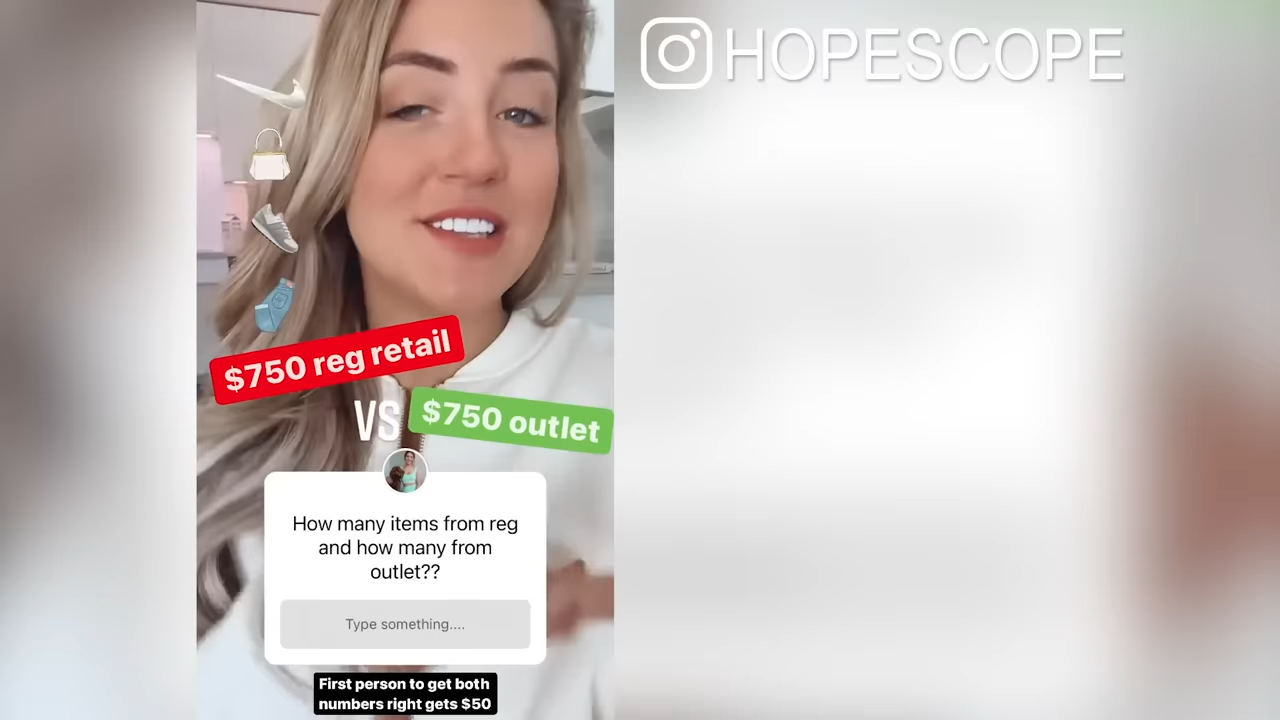 HOPESCOPE
$750 reg retail
VS
$750 outlet
How many items from reg
and how many from
outlet??
Type something....
First person to get both
numbers right gets $50